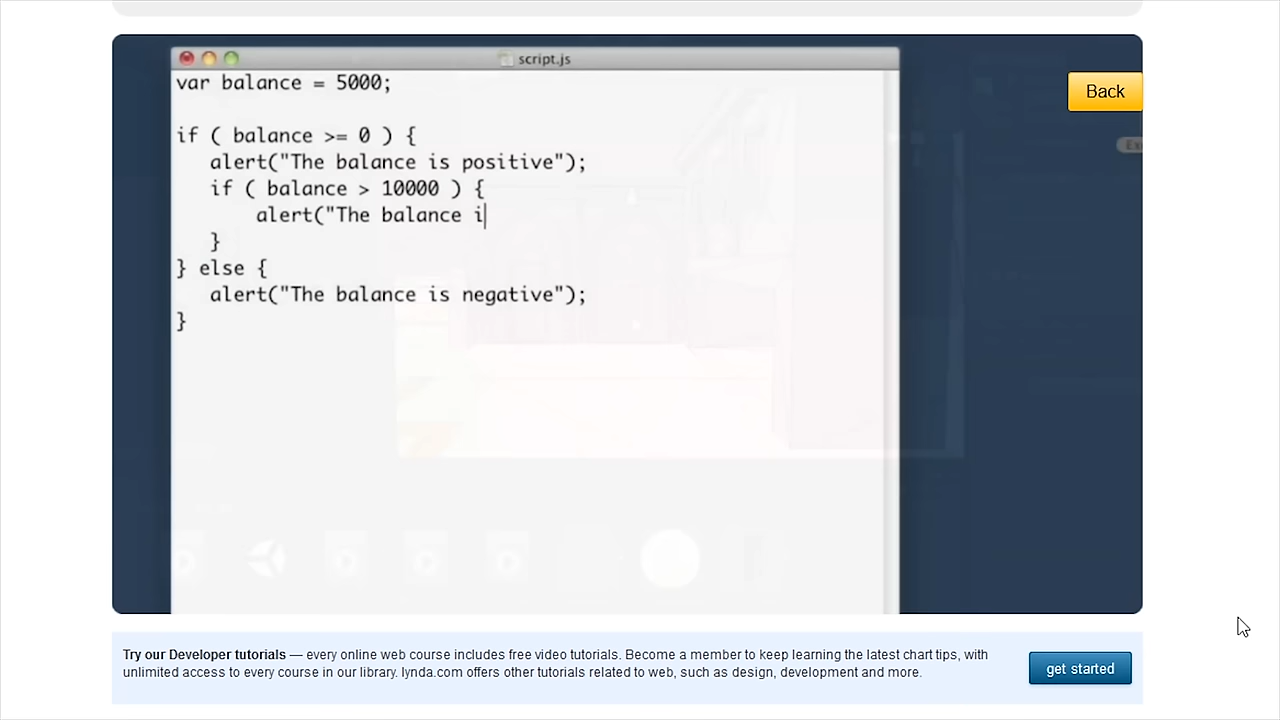 script.js
var balance = 5000;
Back
if ( balance >= 0 ) {
alert("The balance is positive");
if ( balance > 10000 ) {
alert("The balance i
}
} else {
alert("The balance is negative");
}
Try our Developer tutorials — every online web course includes free video tutorials. Become a member to keep learning the latest chart tips, with
unlimited access to every course in our library. lynda.com offers other tutorials related to web, such as design, development and more.
get started